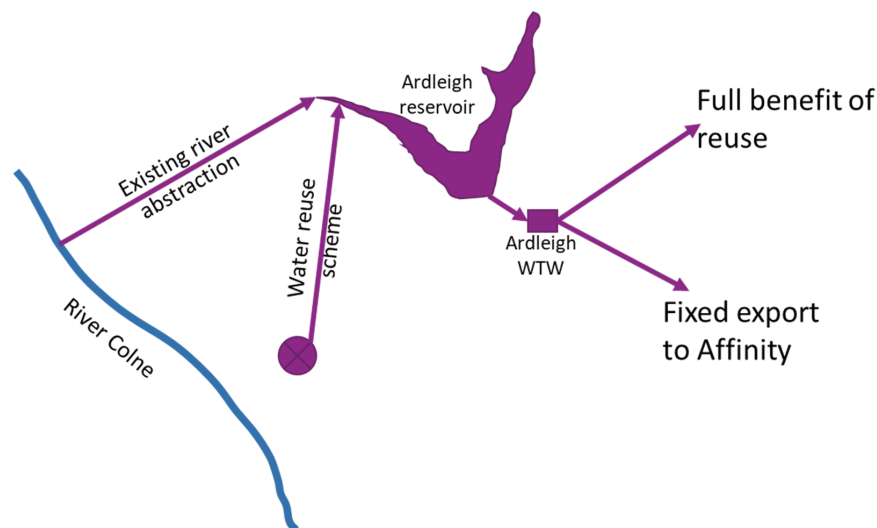 Ardleigh
reservoir
Full benefit of
reuse
Existing river
abstraction
Water reuse
scheme
Ardleigh
WTW
River Colne
Fixed export
to Affinity